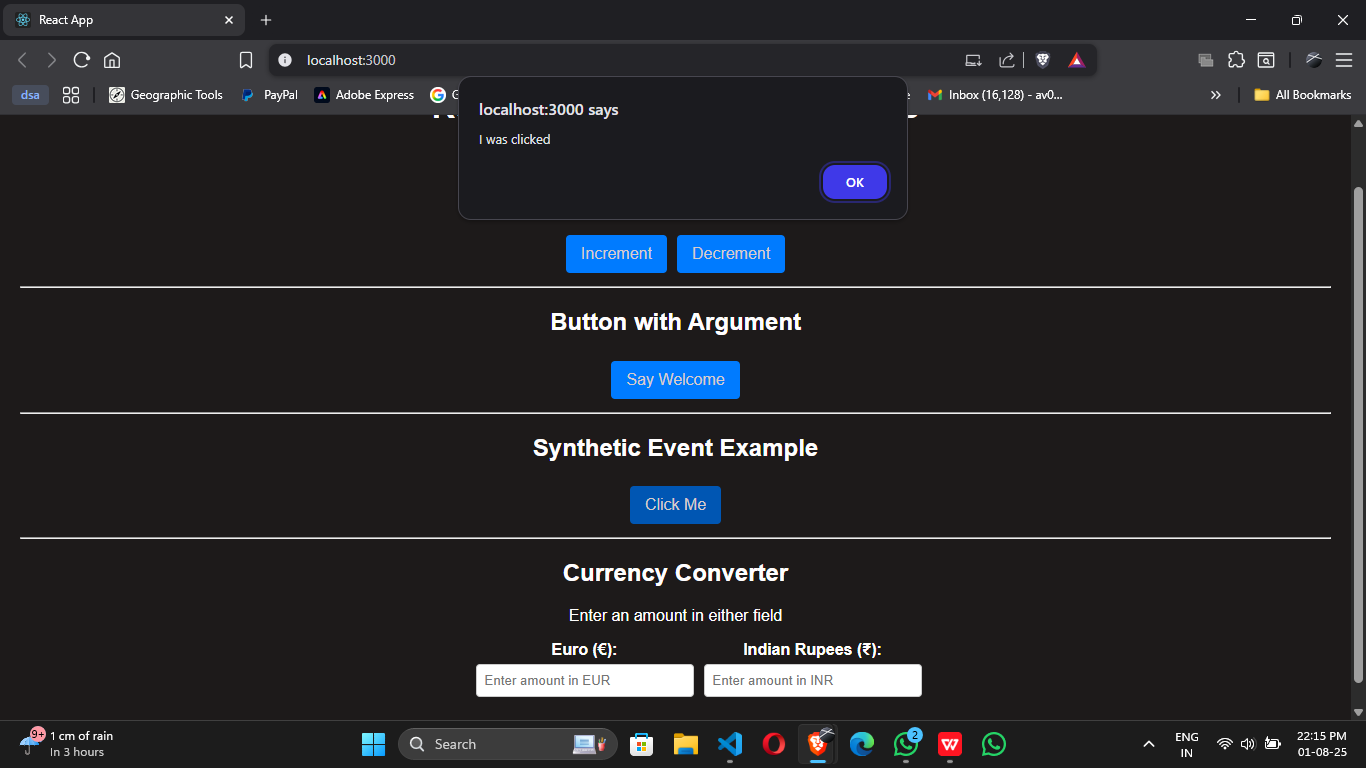 React App
localhost:3000
dsa
Geographic Tools
PayPal
Adobe Express
Inbox (16,128) - av0...
All Bookmarks
localhost:3000 says
I was clicked
OK
Increment
Decrement
Button with Argument
Say Welcome
Synthetic Event Example
Click Me
Currency Converter
Enter an amount in either field
Euro (€):
Indian Rupees (₹):
Enter amount in EUR
Enter amount in INR
9+
1 cm of rain
In 3 hours
Search
2
ENG
IN
22:15 PM
01-08-25